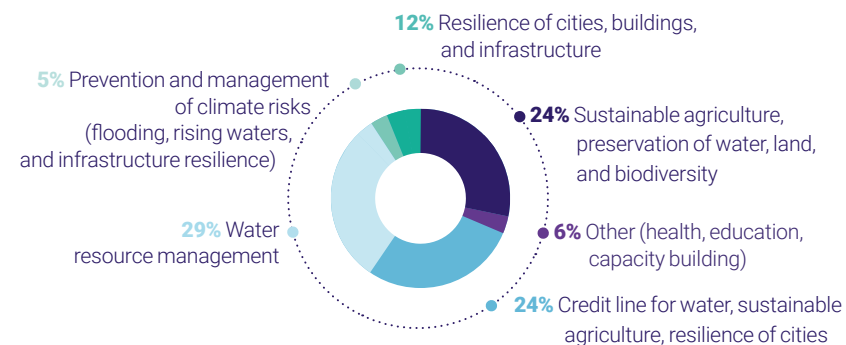 12% Resilience of cities, buildings,
and infrastructure
5% Prevention and management
of climate risks
(flooding, rising waters,
and infrastructure resilience)
24% Sustainable agriculture,
preservation of water, land,
and biodiversity
29% Water
resource management
6% Other (health, education,
capacity building)
24% Credit line for water, sustainable
agriculture, resilience of cities